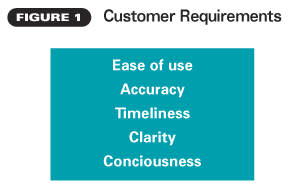 FIGURE 1 Customer Requirements
Ease of use
Accuracy
Timeliness
Clarity
Conciousness